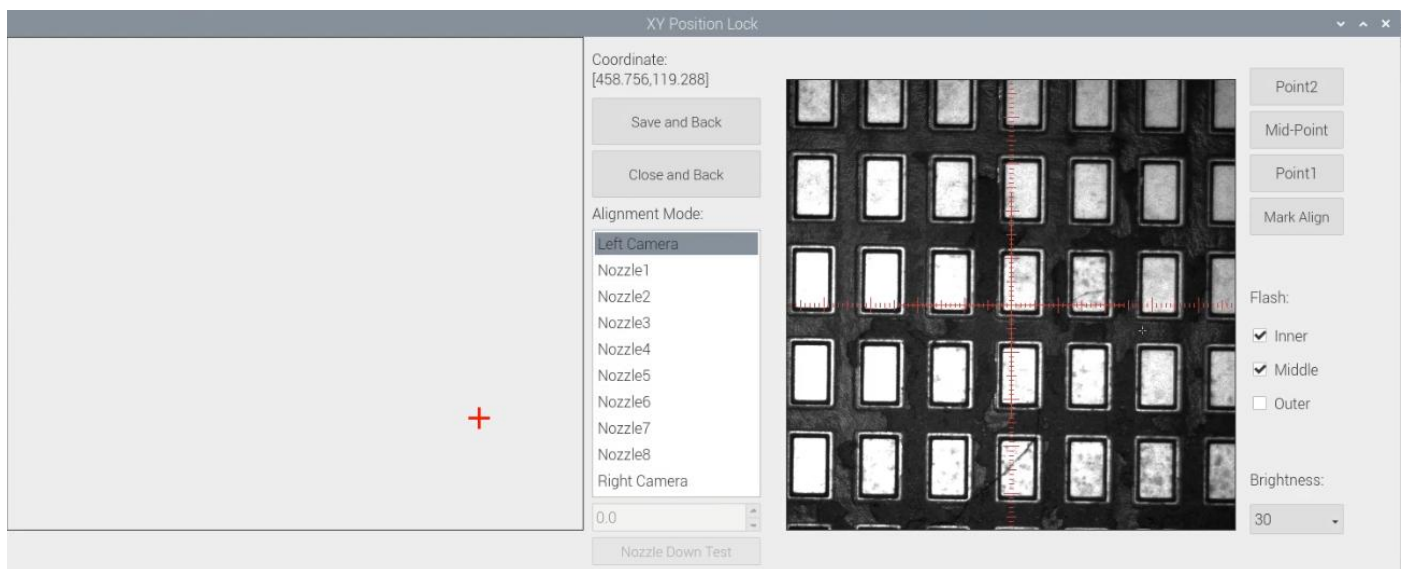 XY Position Lock
Coordinate:
[458.756,119.288]
Save and Back
Close and Back
Alignment Mode:
Left Camera
Nozzle1
Nozzle2
Nozzle3
Nozzle4
Nozzle5
Nozzle6
Nozzle7
Nozzle8
Right Camera
0.0
Nozzle Down Test
Point2
Mid-Point
Point1
Mark Align
Flash:
Inner
Middle
Outer
Brightness:
30